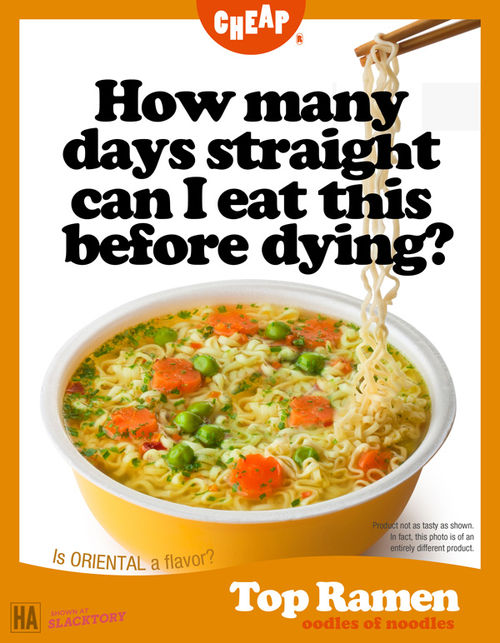 CHEAP
®
How many
days straight
can I eat this
before dying?
Product not as tasty as shown.
In fact, this photo is of an
entirely different product.
Is ORIENTAL a flavor?
Top Ramen
oodles of noodles
HA
SHOWN AT
SLACKTORY